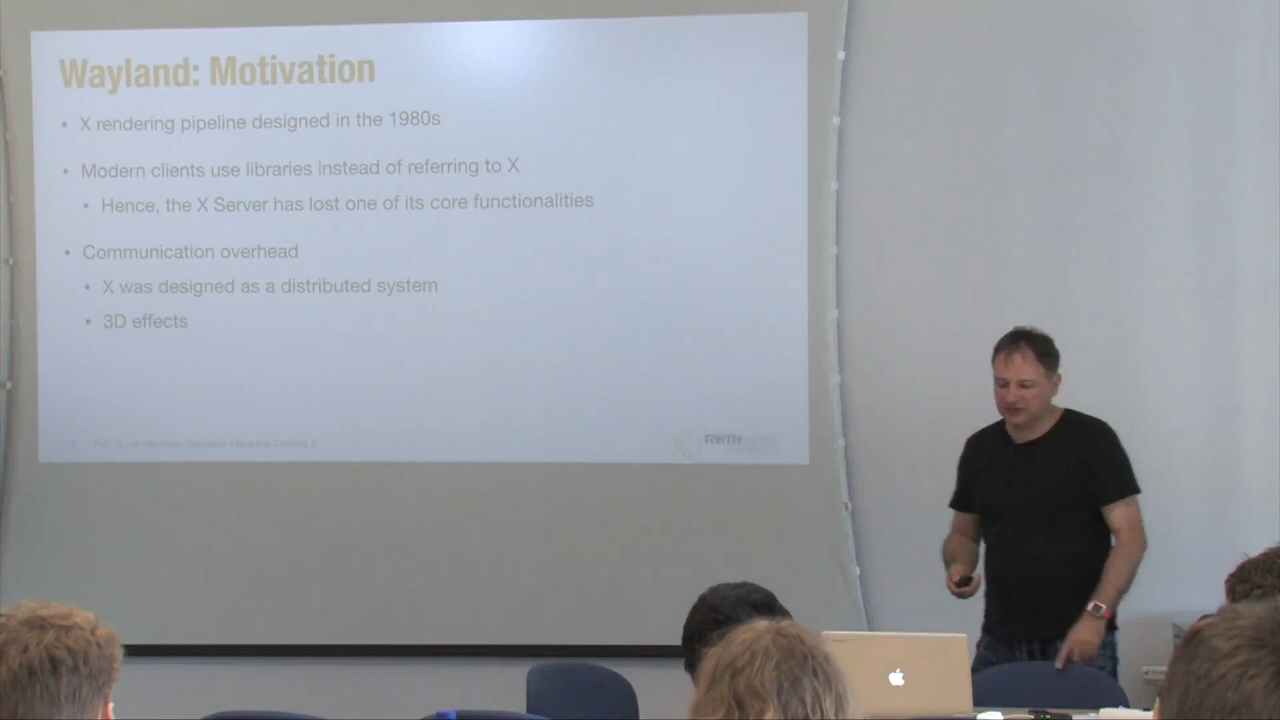 Wayland: Motivation
• X rendering pipeline designed in the 1980s
• Modern clients use libraries instead of referring to X
• Hence, the X Server has lost one of its core functionalities
• Communication overhead
• X was designed as a distributed system
• 3D effects
RWTH